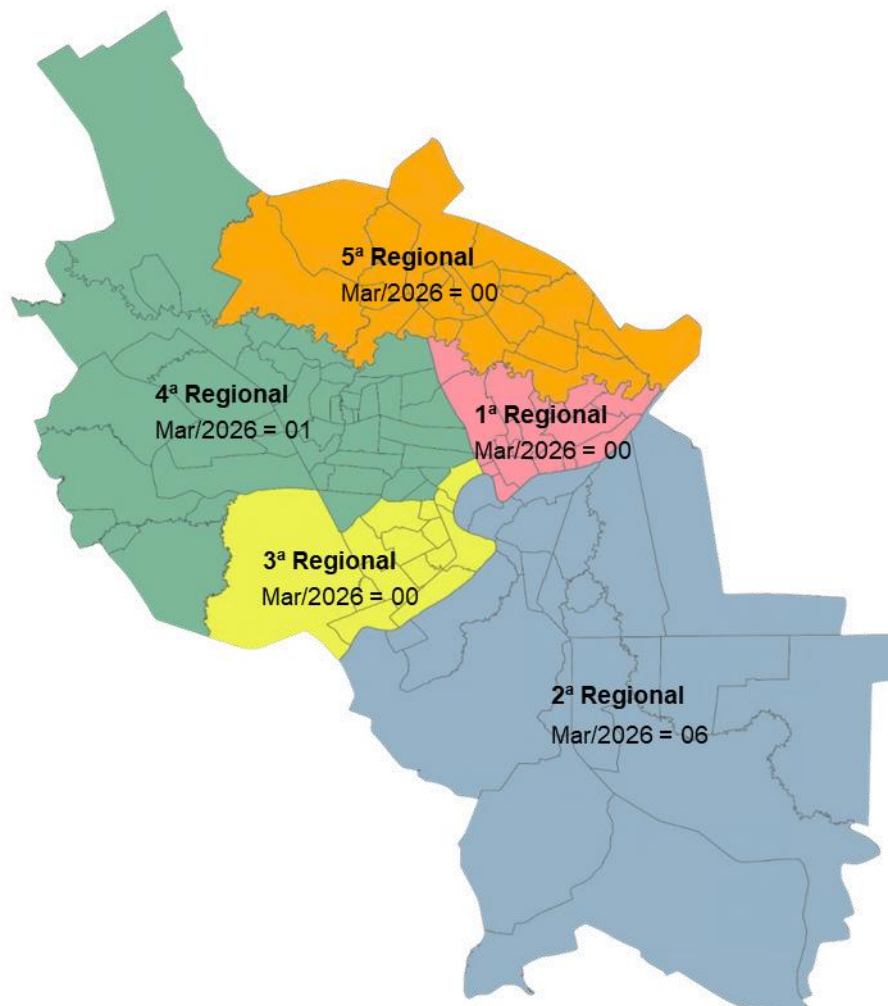 5ª Regional
Mar/2026 = 00
4ª Regional
Mar/2026 = 01
1ª Regional
Mar/2026 = 00
3ª Regional
Mar/2026 = 00
2ª Regional
Mar/2026 = 06